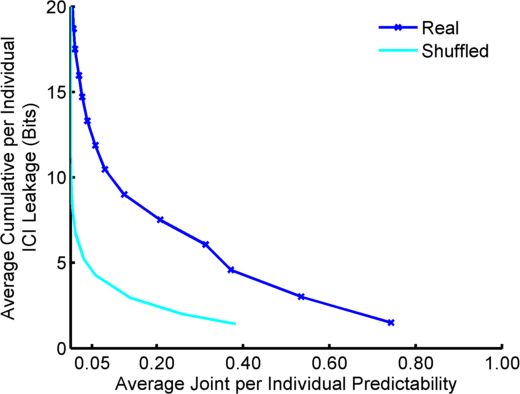 Average Cumulative per Individual
ICI Leakage (Bits)
20
15
10
5
0
Real
Shuffled
0.05 0.20 0.40 0.60 0.80 1.00
Average Joint per Individual Predictability